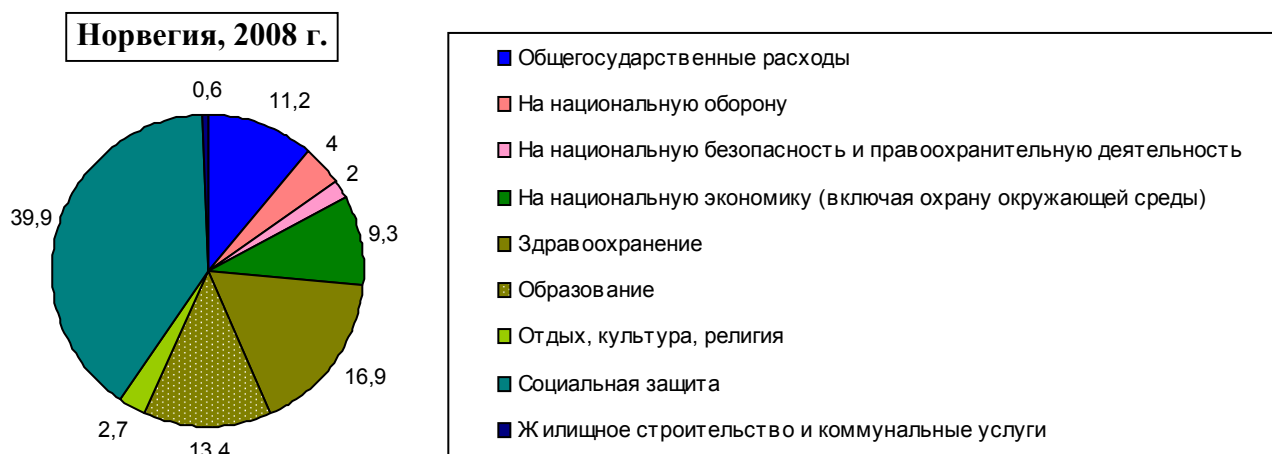 Норвегия, 2008 г.
0,6
11,2
4
2
9,3
16,9
13,4
2,7
39,9
Общегосударственные расходы
На национальную оборону
На национальную безопасность и правоохранительную деятельность
На национальную экономику (включая охрану окружающей среды)
Здравоохранение
Образование
Отдых, культура, религия
Социальная защита
Жилищное строительство и коммунальные услуги